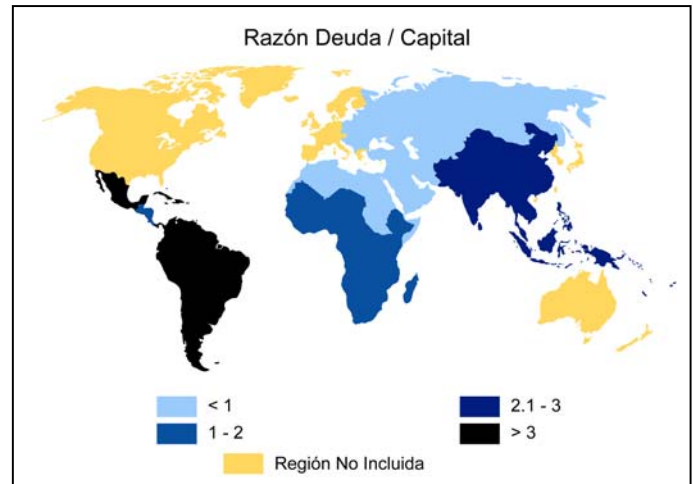 Razón Deuda / Capital
< 1
2.1 - 3
1 - 2
> 3
Región No Incluida